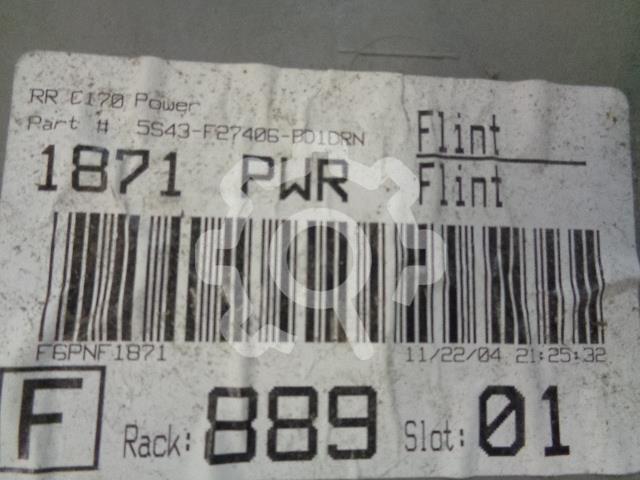 RR C170 Power
Part # 5S43-F27406-BD1DRN
Flint
1871 PWR Flint
F6PNF1871 11/22/04 21:25:32
F Rack: 889 Slot: 01